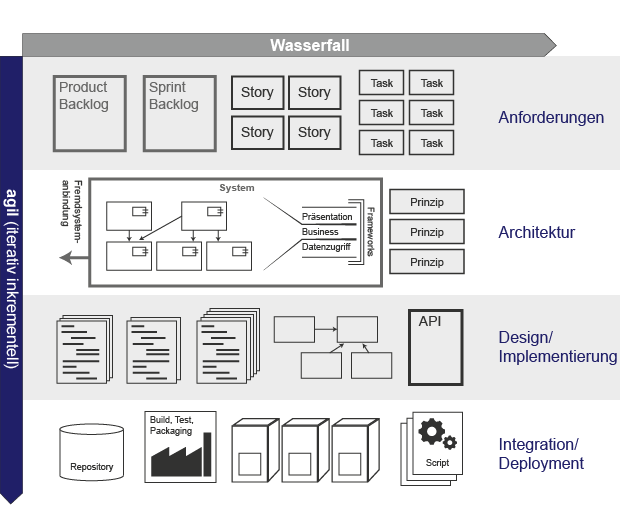 Wasserfall
agil (iterativ inkrementell)
Product
Backlog
Sprint
Backlog
Story
Story
Story
Story
Task
Task
Task
Task
Task
Task
Anforderungen
Fremdsystem-
anbindung
System
Präsentation
Business
Datenzugriff
Frameworks
Prinzip
Prinzip
Prinzip
Architektur
API
Design/
Implementierung
Repository
Build, Test,
Packaging
Script
Integration/
Deployment